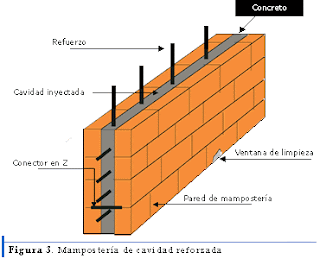 Concreto
Refuerzo
Cavidad inyectada
Conector en Z
Ventana de limpieza
Pared de mampostería
Figura 3. Mampostería de cavidad reforzada